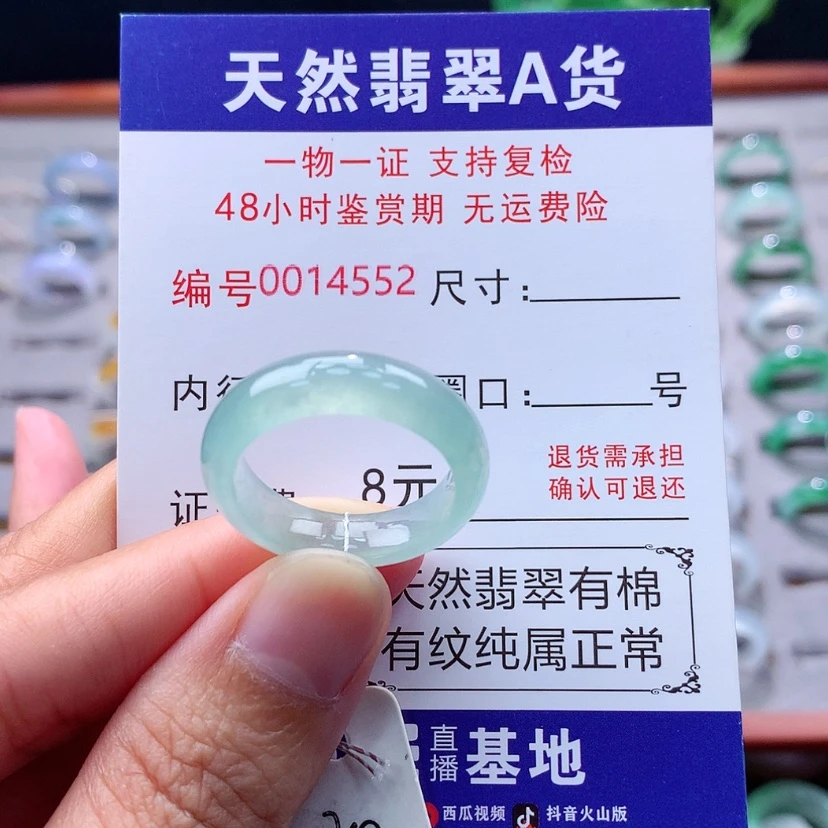 天然翡翠A货
一物一证 支持复检
48小时鉴赏期 无运费险
编号0014552 尺寸:
内 口: 号
证 8元
退货需承担
确认可退还
天然翡翠有棉
有纹纯属正常
直播 基地
西瓜视频 抖音火山版